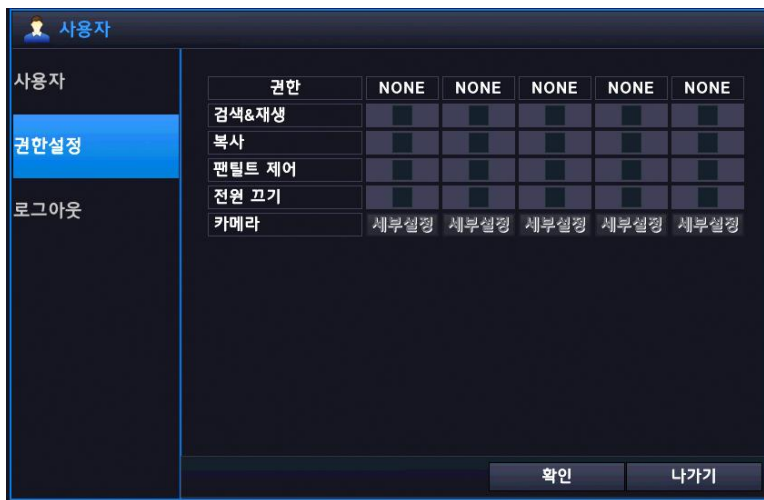 사용자
사용자
권한설정
로그아웃
권한 NONE NONE NONE NONE NONE
검색&재생
복사
팬틸트 제어
전원 끄기
카메라 세부설정 세부설정 세부설정 세부설정 세부설정
확인 나가기